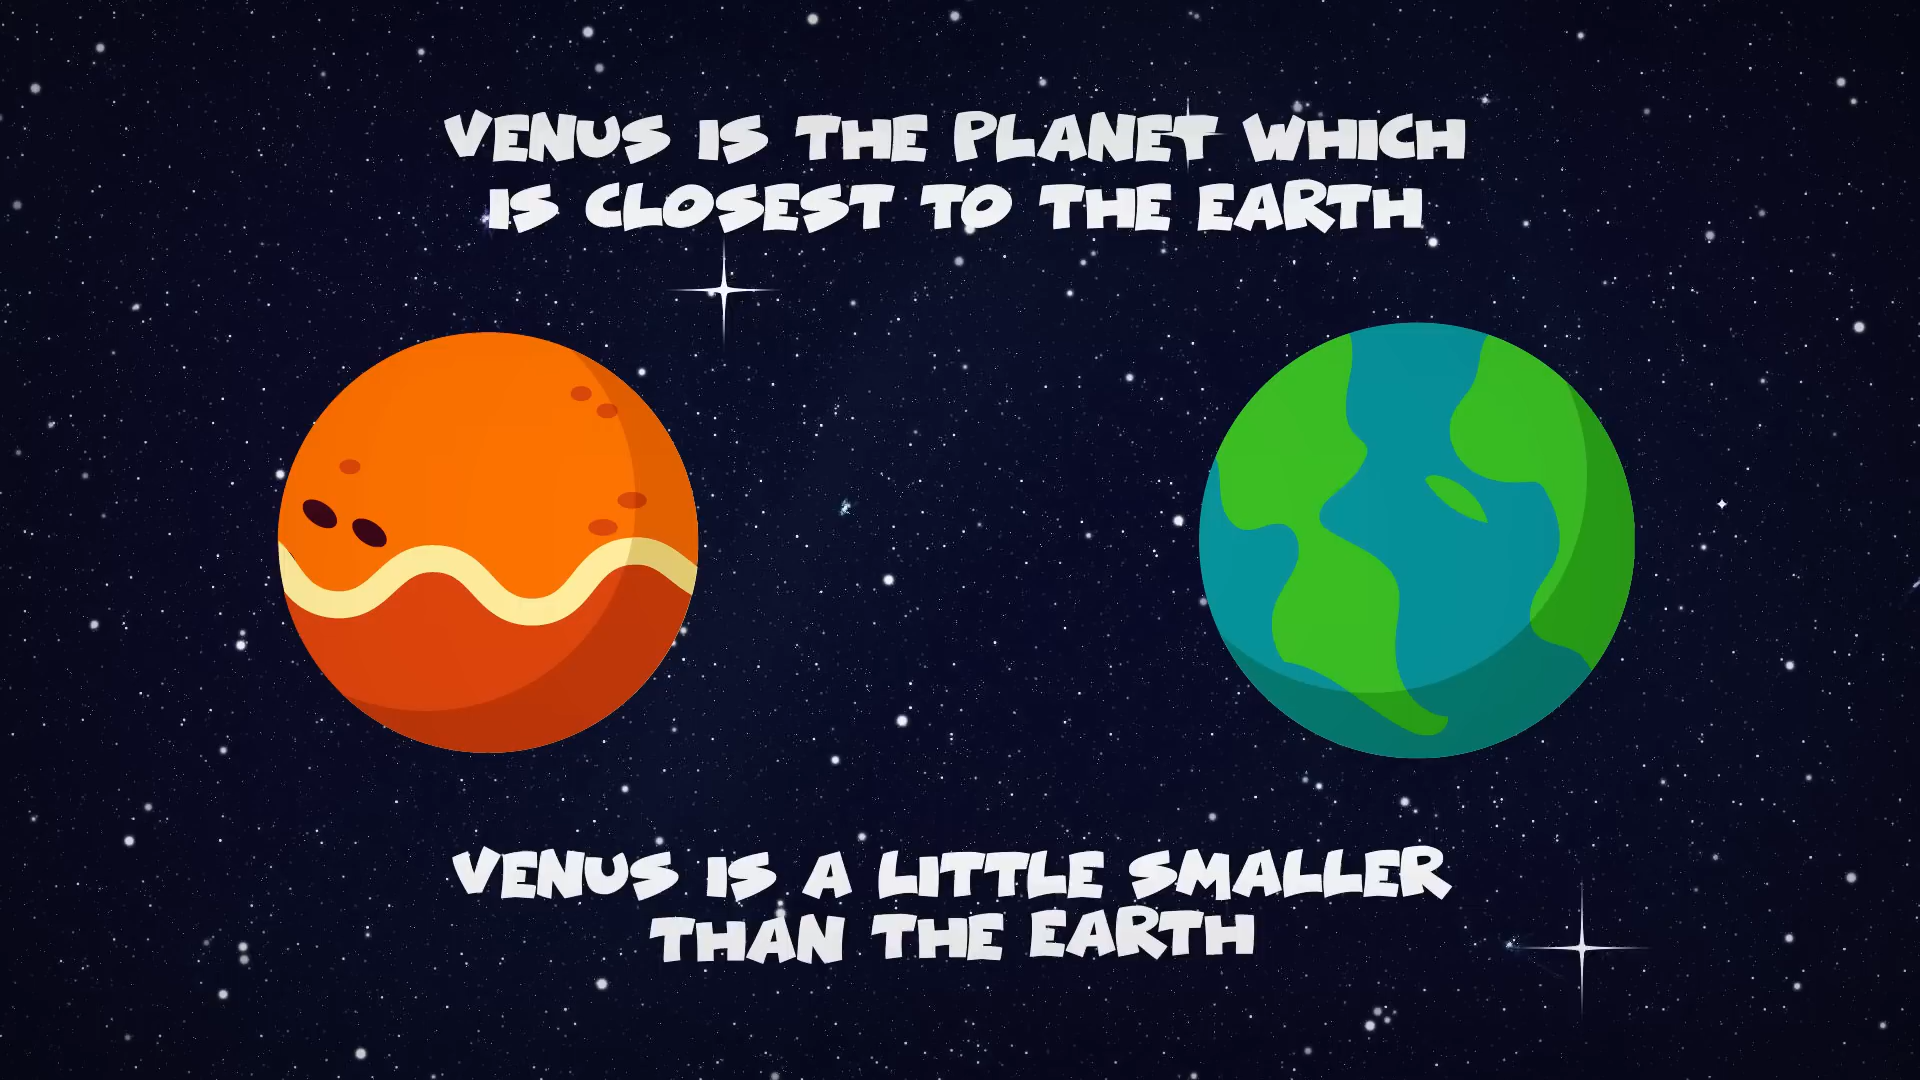 VENUS IS THE PLANET WHICH
IS CLOSEST TO THE EARTH
VENUS IS A LITTLE SMALLER
THAN THE EARTH